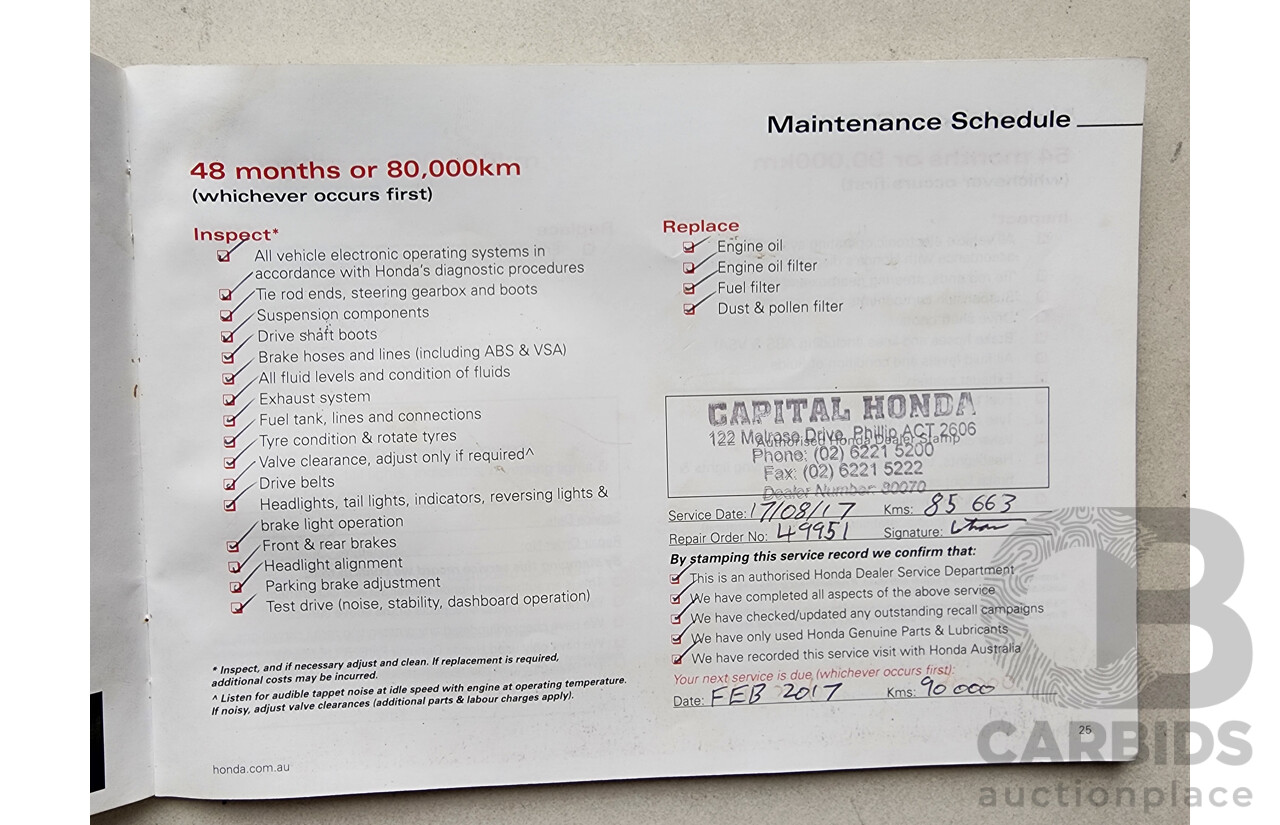 Maintenance Schedule
48 months or 80,000km
(whichever occurs first)
Inspect*
All vehicle electronic operating systems in
accordance with Honda's diagnostic procedures
Tie rod ends, steering gearbox and boots
Suspension components
Drive shaft boots
Brake hoses and lines (including ABS & VSA)
All fluid levels and condition of fluids
Exhaust system
Fuel tank, lines and connections
Tyre condition & rotate tyres
Valve clearance, adjust only if required^
Drive belts
Headlights, tail lights, indicators, reversing lights &
brake light operation
Front & rear brakes
Headlight alignment
Parking brake adjustment
Test drive (noise, stability, dashboard operation)
* Inspect, and if necessary adjust and clean. If replacement is required,
additional costs may be incurred.
^ Listen for audible tappet noise at idle speed with engine at operating temperature.
If noisy, adjust valve clearances (additional parts & labour charges apply).
honda.com.au
Replace
Engine oil
Engine oil filter
Fuel filter
Dust & pollen filter
CAPITAL HONDA
122 Melrose Drive, Phillip ACT 2606
Authorised Honda Dealer Stamp
Phone: (02) 6221 5200
Fax: (02) 6221 5222
Dealer Number: 80070
Service Date: 17/08/17 Kms: 85 663
Repair Order No: 49951 Signature:
By stamping this service record we confirm that:
This is an authorised Honda Dealer Service Department
We have completed all aspects of the above service
We have checked/updated any outstanding recall campaigns
We have only used Honda Genuine Parts & Lubricants
We have recorded this service visit with Honda Australia
Your next service is due (whichever occurs first):
Date: FEB 2017 Kms: 90 000
25
CB
CARBIDS
auctionplace